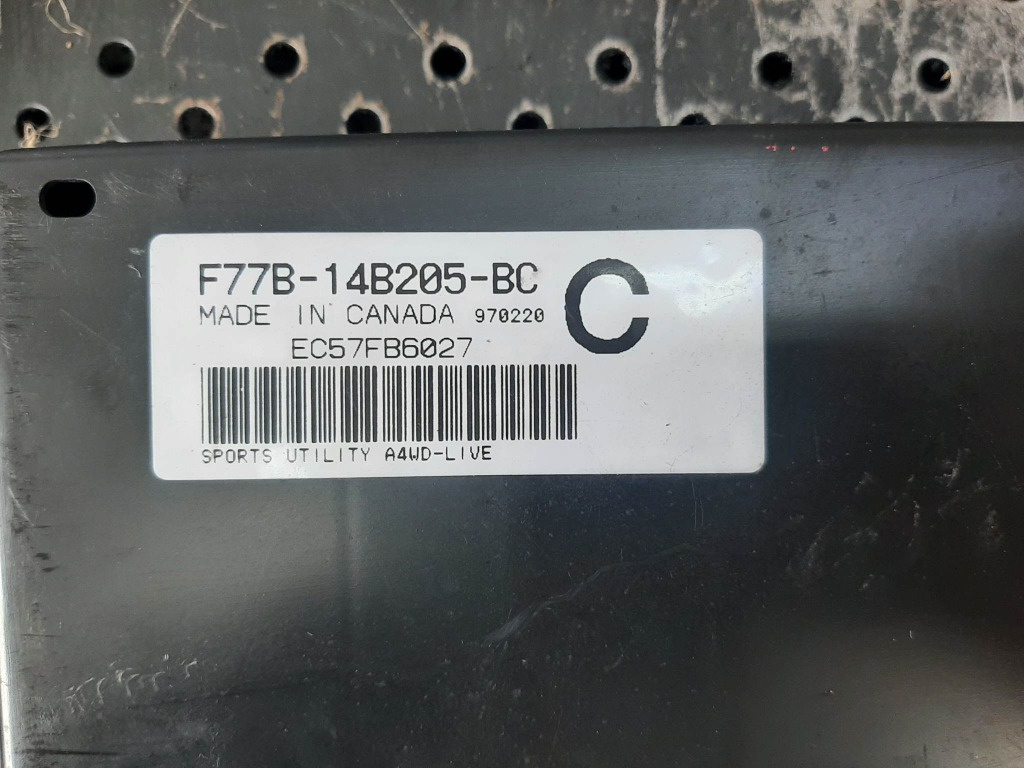 F77B-14B205-BC
C
MADE IN CANADA 970220
EC57FB6027
SPORTS UTILITY A4WD-LIVE